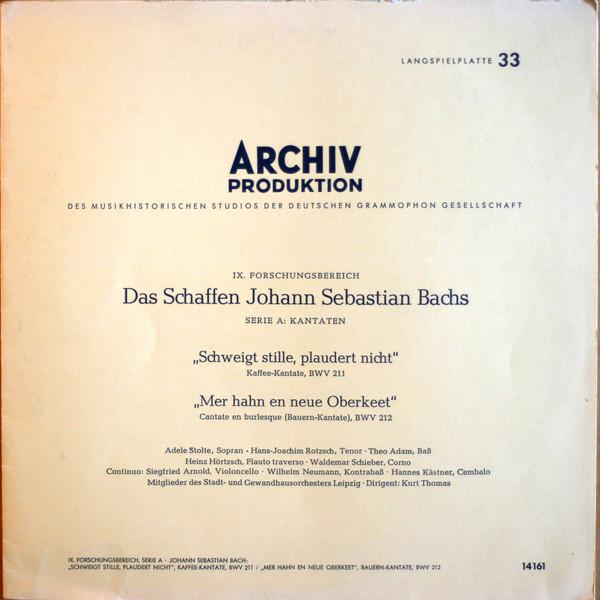 LANGSPIELPLATTE 33
ARCHIV
PRODUKTION
DES MUSIKHISTORISCHEN STUDIOS DER DEUTSCHEN GRAMMOPHON GESELLSCHAFT
IX. FORSCHUNGSBEREICH
Das Schaffen Johann Sebastian Bachs
SERIE A: KANTATEN
„Schweigt stille, plaudert nicht“
Kaffee-Kantate, BWV 211
„Mer hahn en neue Oberkeet“
Cantate en burlesque (Bauern-Kantate), BWV 212
Adele Stolte, Sopran · Hans-Joachim Rotzsch, Tenor · Theo Adam, Baß
Heinz Hörtzsch, Flauto traverso · Waldemar Schieber, Corno
Continuo: Siegfried Arnold, Violoncello · Wilhelm Neumann, Kontrabaß · Hannes Kästner, Cembalo
Mitglieder des Stadt- und Gewandhausorchesters Leipzig · Dirigent: Kurt Thomas
IX. FORSCHUNGSBEREICH, SERIE A - JOHANN SEBASTIAN BACH:
„SCHWEIGT STILLE, PLAUDERT NICHT“, KAFFEE-KANTATE, BWV 211 / „MER HAHN EN NEUE OBERKEET“, BAUERN-KANTATE, BWV 212
14161